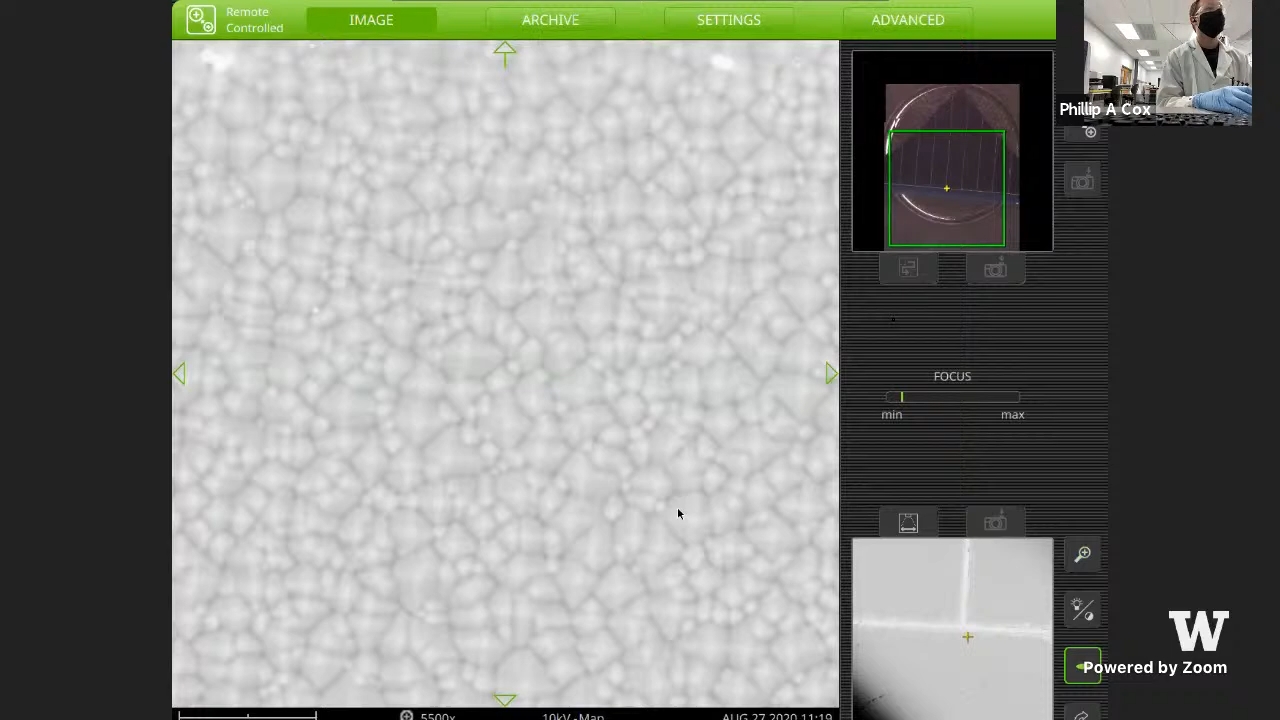 Remote
Controlled
IMAGE
ARCHIVE
SETTINGS
ADVANCED
Phillip A Cox
FOCUS
min
max
W
Powered by Zoom
5500x
10kV - Map
AUG 27 2020 11:19